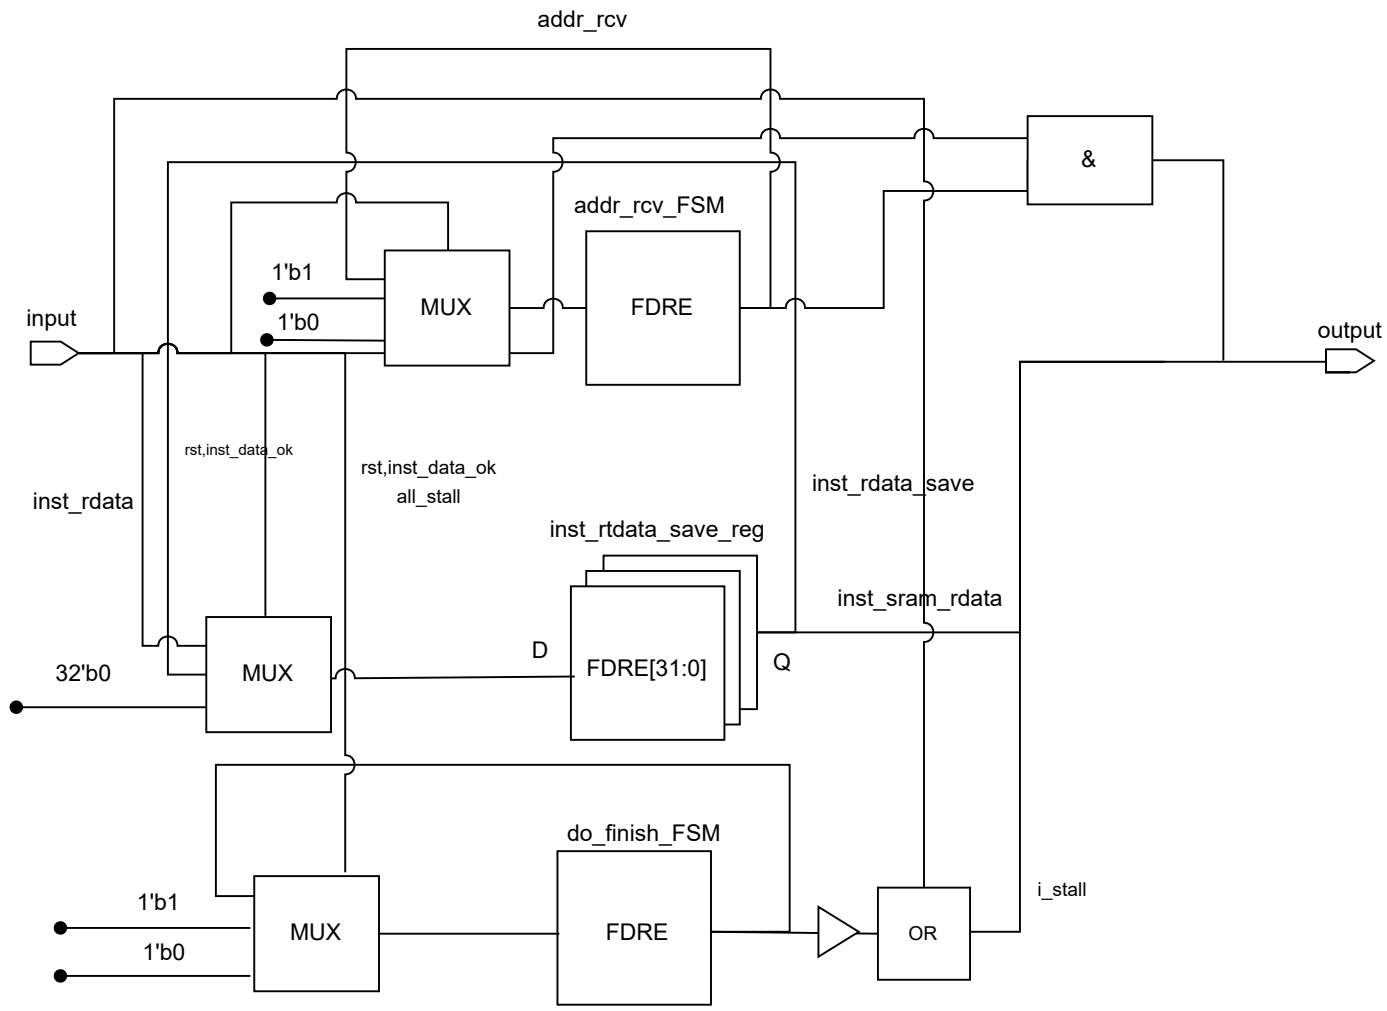 addr_rcv
&
addr_rcv_FSM
1'b1
MUX
FDRE
1'b0
input
output
rst,inst_data_ok
rst,inst_data_ok
all_stall
inst_rdata
inst_rdata_save
inst_rtdata_save_reg
inst_sram_rdata
D
Q
32'b0
MUX
FDRE[31:0]
do_finish_FSM
1'b1
i_stall
MUX
FDRE
OR
1'b0